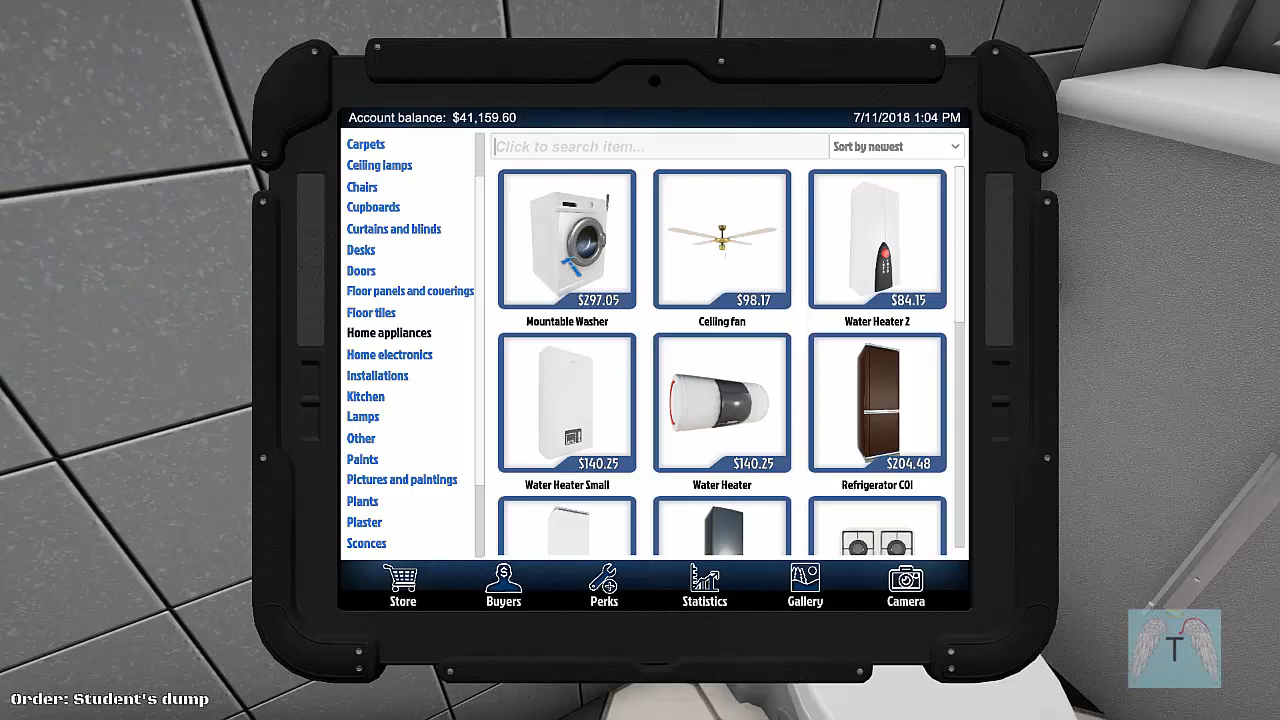 Account balance: $41,159.60
7/11/2018 1:04 PM
Carpets
Ceiling lamps
Chairs
Cupboards
Curtains and blinds
Desks
Doors
Floor panels and coverings
Floor tiles
Home appliances
Home electronics
Installations
Kitchen
Lamps
Other
Paints
Pictures and paintings
Plants
Plaster
Sconces
Click to search item...
Sort by newest
$297.05
$98.17
$84.15
Mountable Washer
Ceiling fan
Water Heater 2
$140.25
$140.25
$204.48
Water Heater Small
Water Heater
Refrigerator C01
Store
Buyers
Perks
Statistics
Gallery
Camera
Order: Student's dump
T